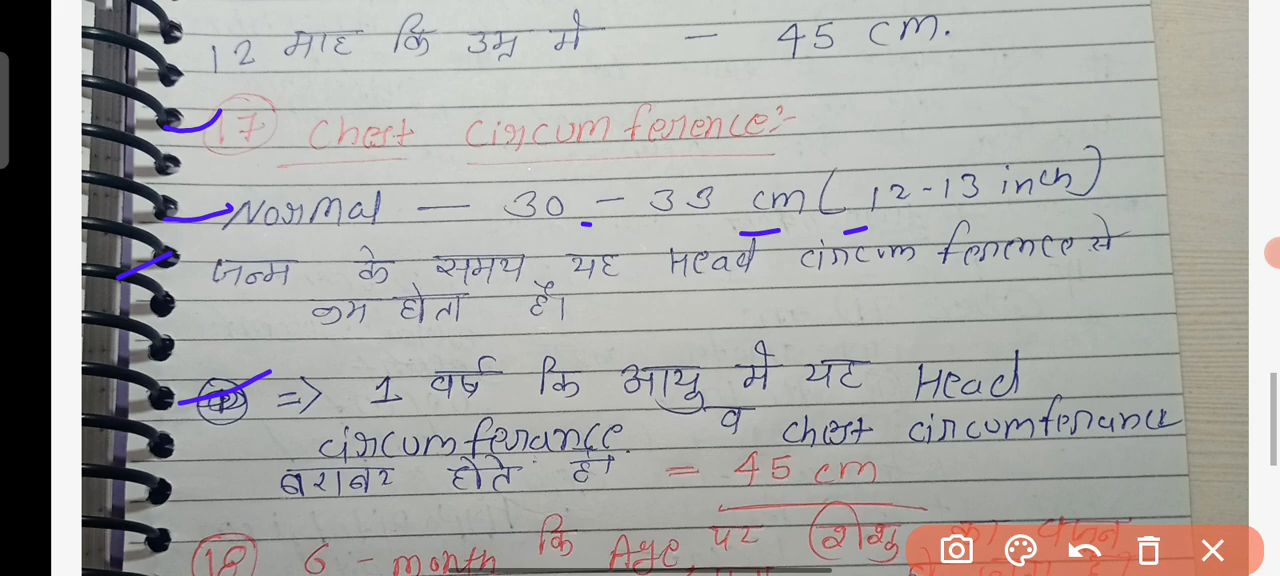 12 माह कि उम्र मे - 45 cm.
17 Chest circumference:-
Normal - 30 - 33 cm ( 12-13 inch)
जन्म के समय यह Head circumference से
कम होता है।
=> 1 वर्ष कि आयु में यह Head
circumferance व chest circumferance
बराबर होते है। = 45 cm
18 6 - month कि Age पर शिशु का वजन